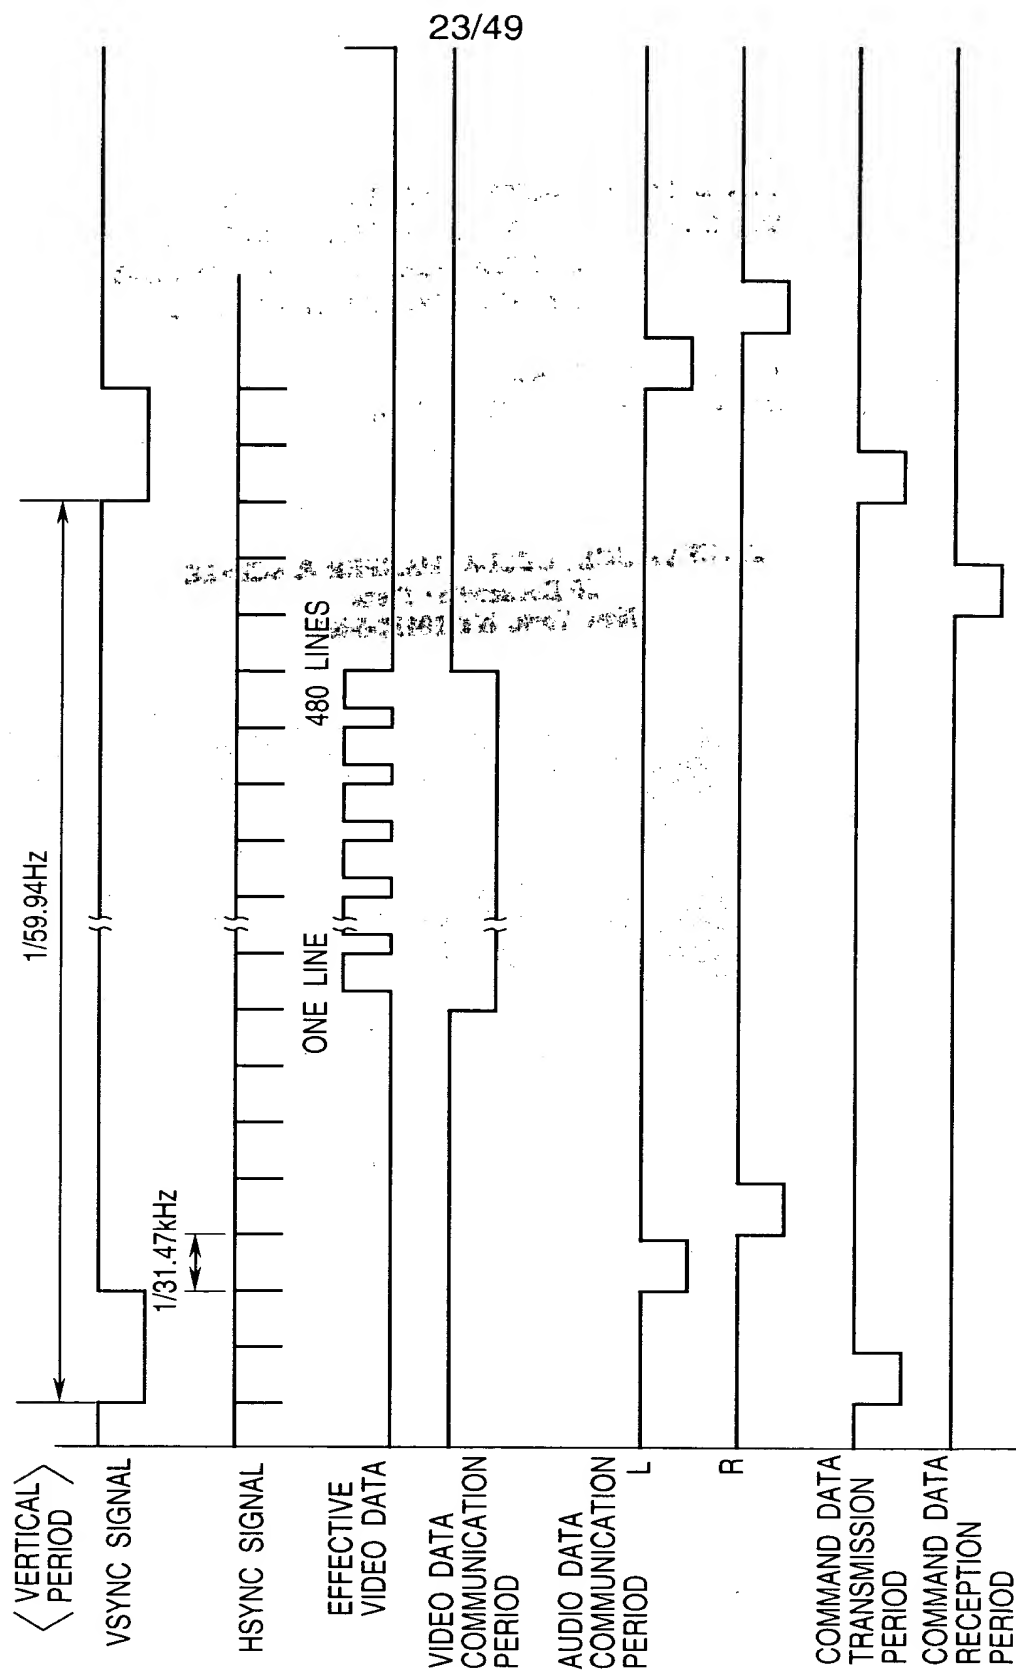 23/49
〈VERTICAL PERIOD〉
VSYNC SIGNAL
HSYNC SIGNAL
EFFECTIVE
VIDEO DATA
VIDEO DATA
COMMUNICATION
PERIOD
AUDIO DATA
COMMUNICATION
PERIOD
L
R
COMMAND DATA
TRANSMISSION
PERIOD
COMMAND DATA
RECEPTION
PERIOD
1/59.94Hz
1/31.47kHz
ONE LINE
480 LINES